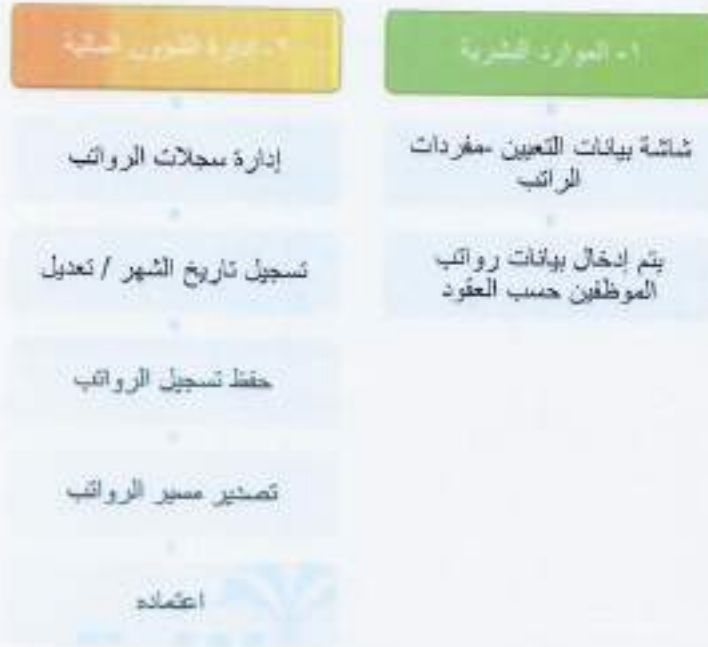 ١- الموارد البشرية
شاشة بيانات التعيين -مفردات
الراتب
يتم إدخال بيانات رواتب
الموظفين حسب العقود
٢- إدارة الشؤون المالية
إدارة سجلات الرواتب
تسجيل تاريخ الشهر / تعديل
حفظ تسجيل الرواتب
تصدير مسير الرواتب
اعتماده